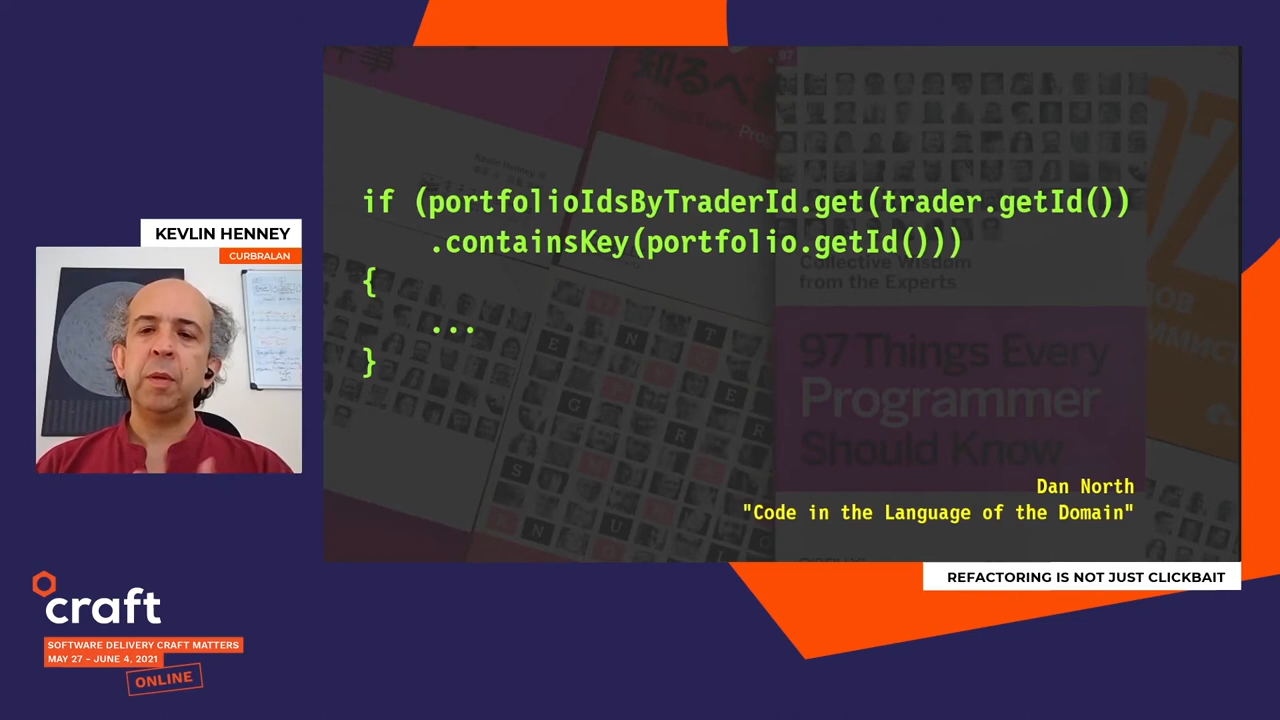 KEVLIN HENNEY
CURBRALAN
if (portfolioIdsByTraderId.get(trader.getId())
.containsKey(portfolio.getId()))
{
...
}
Collective Wisdom
from the Experts
97 Things Every
Programmer
Should Know
Dan North
"Code in the Language of the Domain"
REFACTORING IS NOT JUST CLICKBAIT
craft
SOFTWARE DELIVERY CRAFT MATTERS
MAY 27 - JUNE 4, 2021
ONLINE